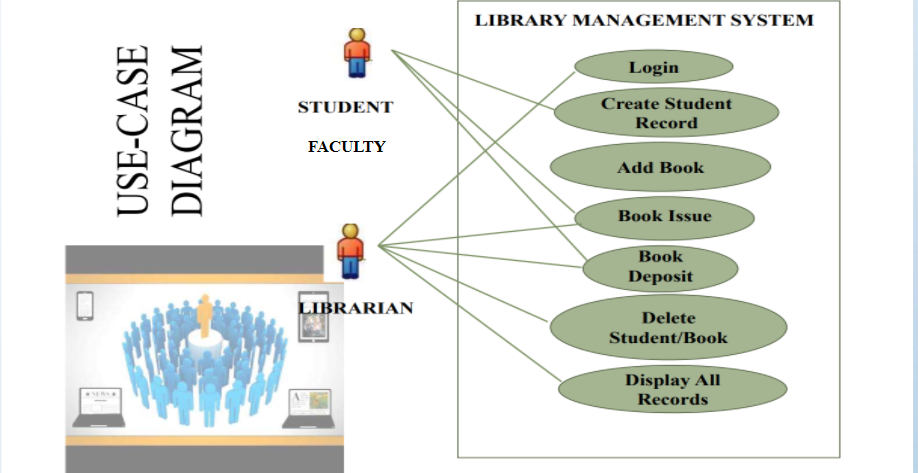 USE-CASE
DIAGRAM
STUDENT
FACULTY
LIBRARIAN
LIBRARY MANAGEMENT SYSTEM
Login
Create Student
Record
Add Book
Book Issue
Book
Deposit
Delete
Student/Book
Display All
Records
NEWS
A